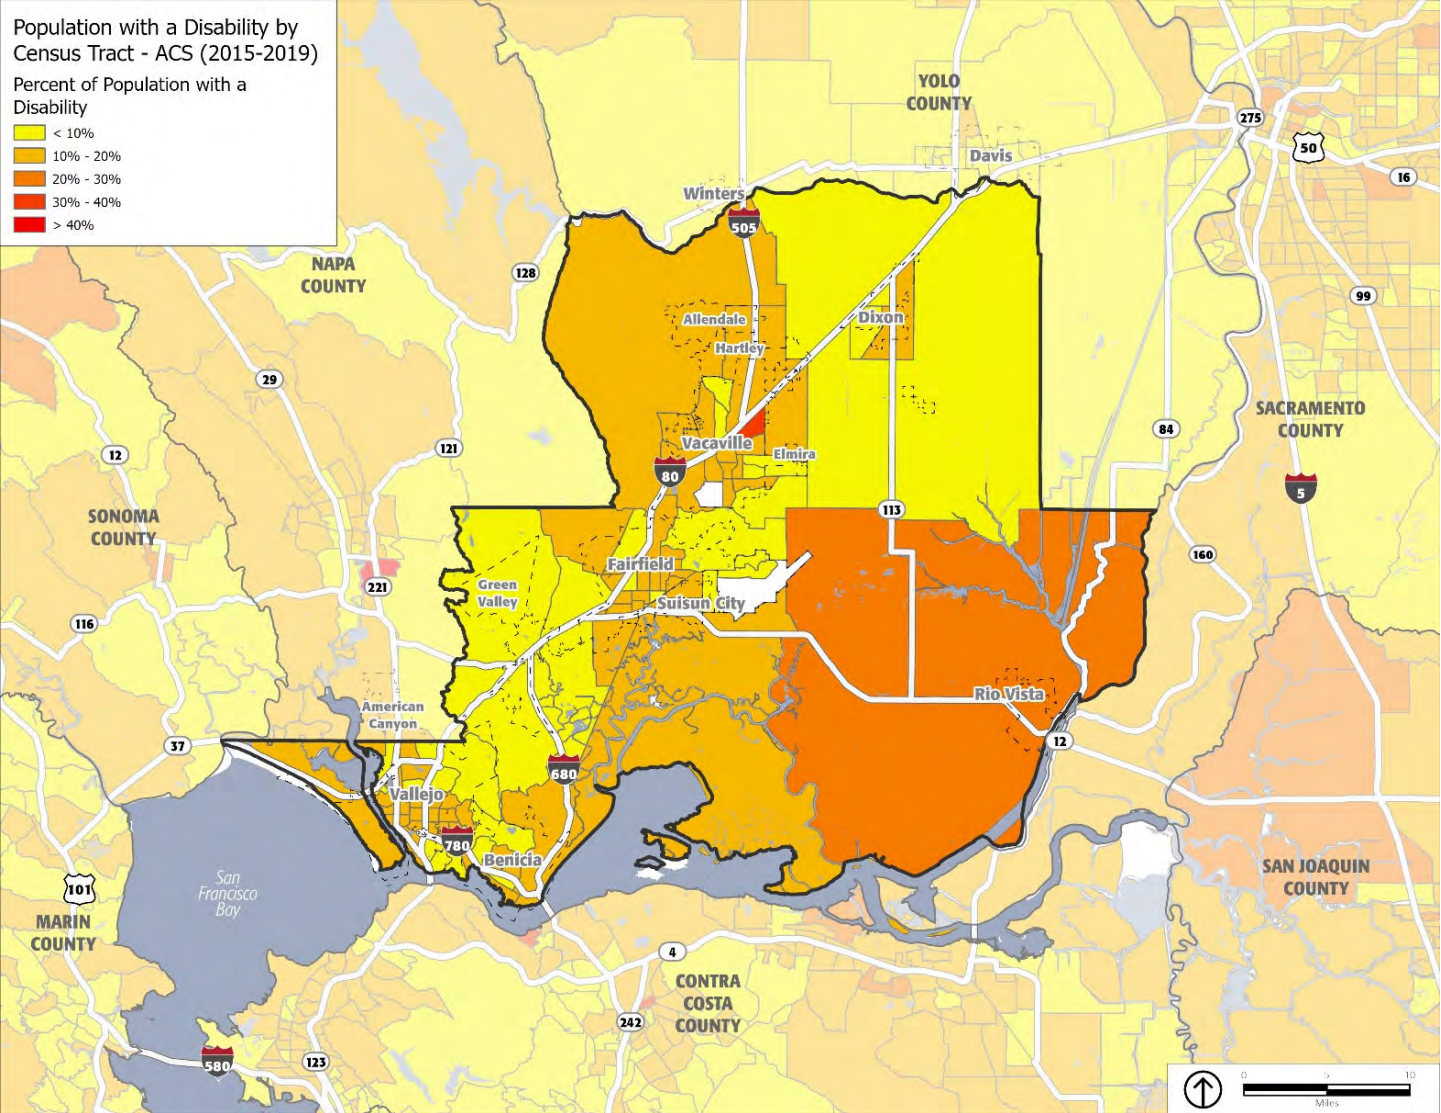 Population with a Disability by
Census Tract - ACS (2015-2019)
Percent of Population with a
Disability
< 10%
10% - 20%
20% - 30%
30% - 40%
> 40%
YOLO
COUNTY
275
50
Davis
16
Winters
505
NAPA
COUNTY
128
99
Allendale
Dixon
Hartley
29
SACRAMENTO
COUNTY
84
121
Vacaville
12
Elmira
80
5
113
SONOMA
COUNTY
160
Fairfield
221
Green
Valley
Suisun City
116
Rio Vista
American
Canyon
37
12
680
Vallejo
780
Benicia
SAN JOAQUIN
COUNTY
San
Francisco
Bay
101
MARIN
COUNTY
4
CONTRA
COSTA
COUNTY
242
580
123
0 5 10
Miles